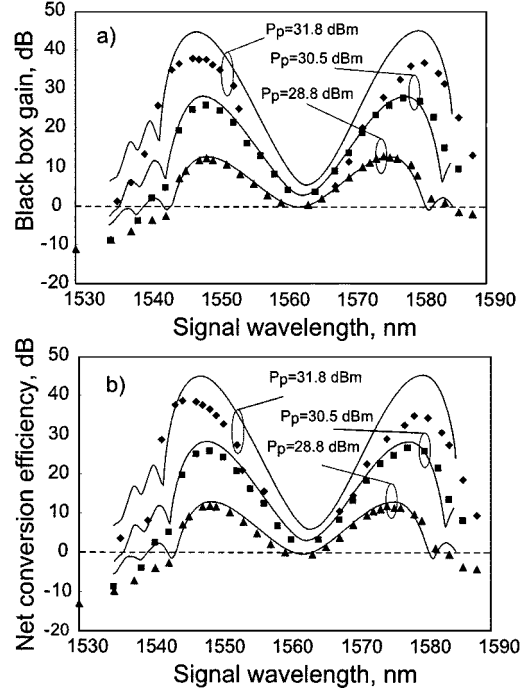 50
a)
Pp=31.8 dBm
40
Pp=30.5 dBm
30
Pp=28.8 dBm
20
10
0
-10
-20
1530 1540 1550 1560 1570 1580 1590
Black box gain, dB
Signal wavelength, nm
50
b)
Pp=31.8 dBm
40
Pp=30.5 dBm
30
Pp=28.8 dBm
20
10
0
-10
-20
1530 1540 1550 1560 1570 1580 1590
Net conversion efficiency, dB
Signal wavelength, nm